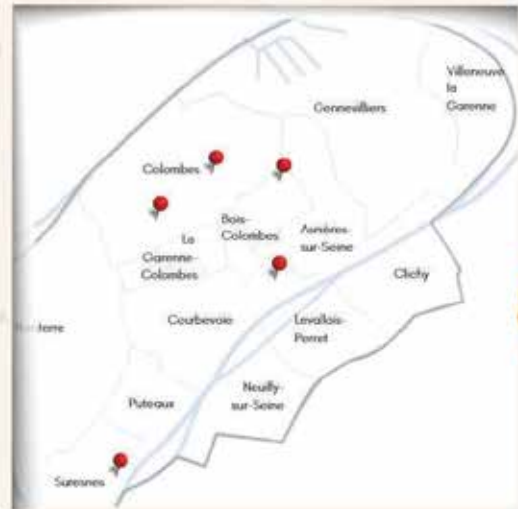 Villeneuve
la
Garenne
Gennevilliers
Colombes
Bois-
Colombes
Asnières-
sur-Seine
La
Garenne-
Colombes
Clichy
Courbevoie
Levallois-
Perret
Neuilly-
sur-Seine
Puteaux
Suresnes